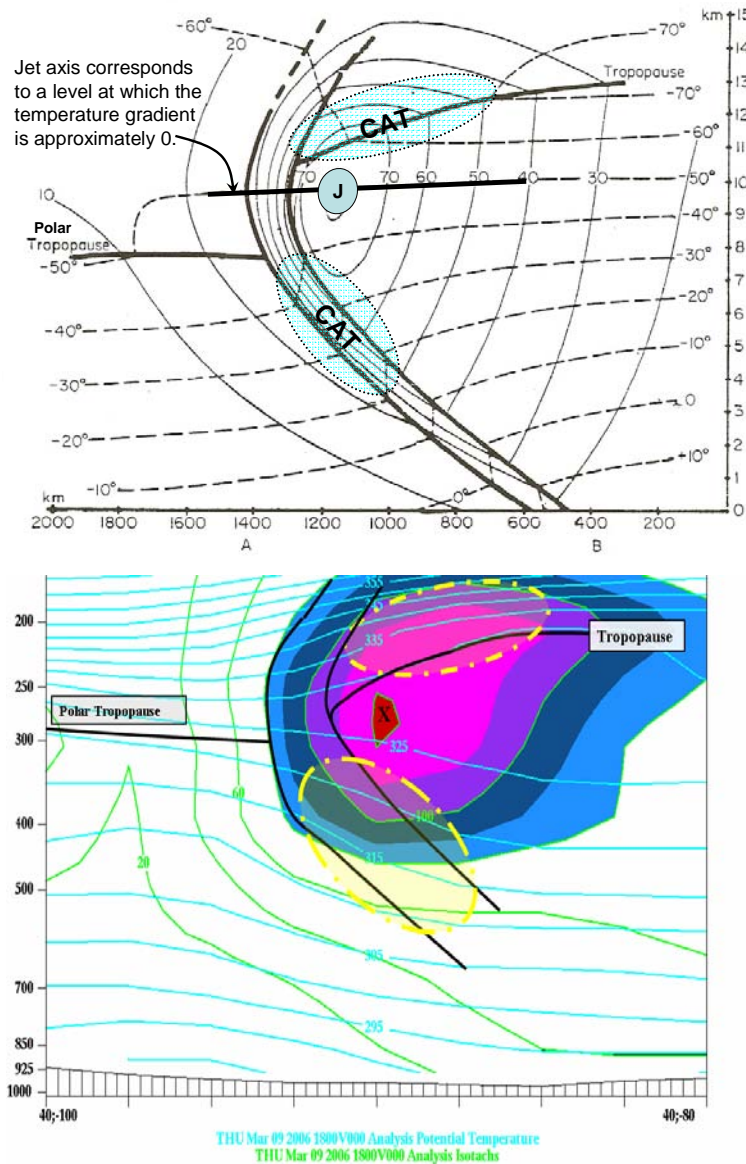 km 15
-60°
20
-70°
14
Jet axis corresponds
to a level at which the
temperature gradient
is approximately 0.
Tropopause
13
-70°
12
CAT
-60°
11
10
70
J
70 60 50 40 30
-50°
10
9
Polar
Tropopause
-40°
8
-50°
-30°
7
6
CAT
-40°
-20°
5
-10°
4
-30°
3
0
-20°
2
+10°
1
-10°
0°
km
0
2000 1800 1600 1400 1200 1000 800 600 400 200
A B
355
200
335
Tropopause
250
Polar Tropopause
X
300
325
60
400
100
315
20
500
305
700
295
850
925
1000
40;-100 40;-80
THU Mar 09 2006 1800V000 Analysis Potential Temperature
THU Mar 09 2006 1800V000 Analysis Isotachs